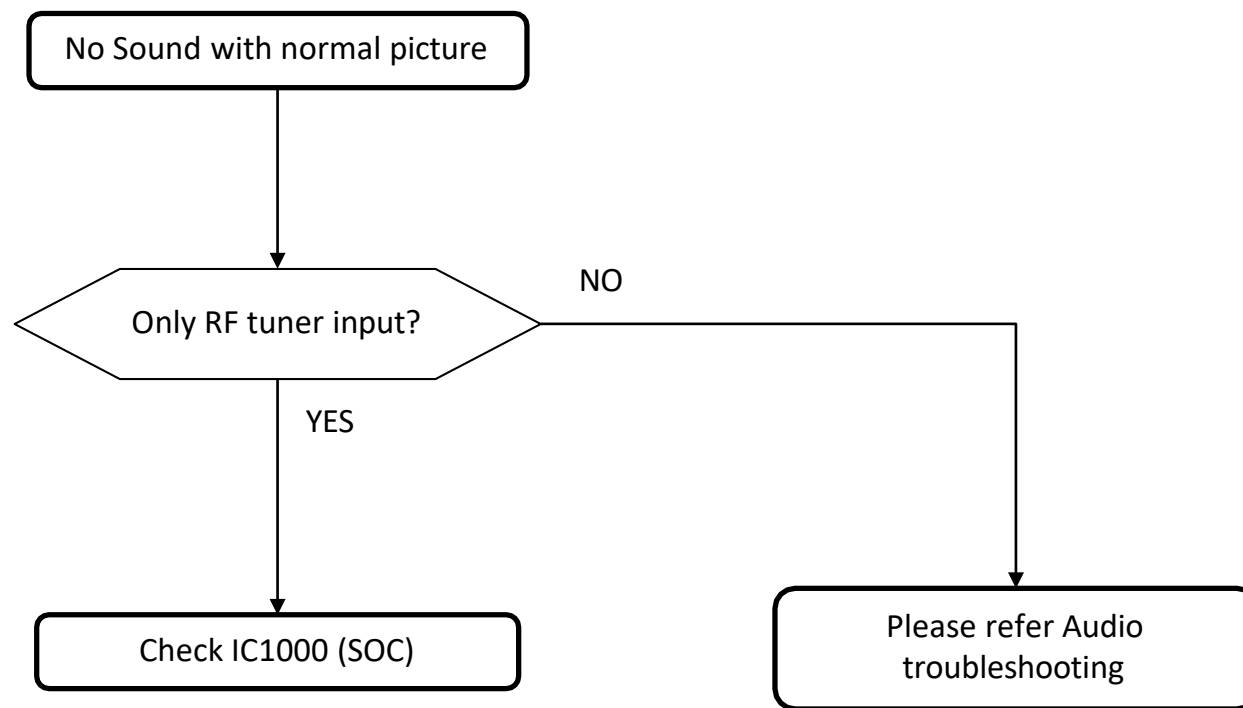 No Sound with normal picture
Only RF tuner input?
NO
YES
Check IC1000 (SOC)
Please refer Audio
troubleshooting